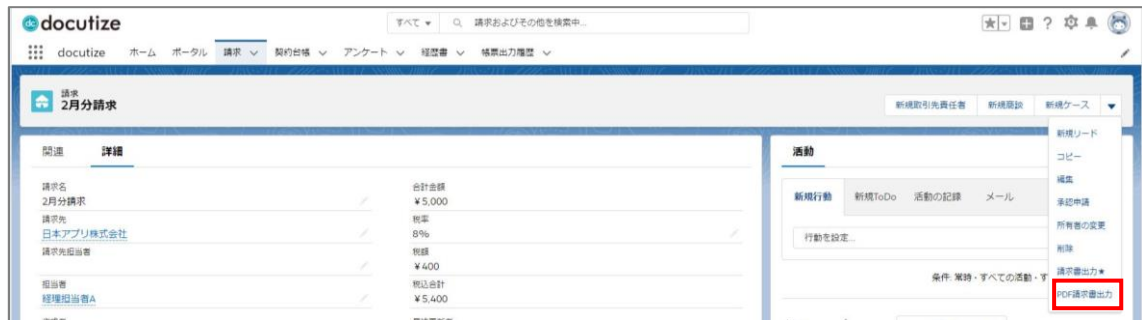 docutize
すべて
請求およびその他を検索中...
docutize ホーム ポータル 請求 契約台帳 アンケート 経歴書 帳票出力履歴
請求
2月分請求
新規取引先責任者 新規商談 新規ケース
新規リード
コピー
編集
承認申請
所有者の変更
削除
請求書出力★
PDF請求書出力
関連 詳細
請求名
2月分請求
請求先
日本アプリ株式会社
請求先担当者
担当者
経理担当者A
合計金額
¥5,000
税率
8%
税額
¥400
税込合計
¥5,400
活動
新規行動 新規ToDo 活動の記録 メール
行動を設定...
条件: 常時・すべての活動・す